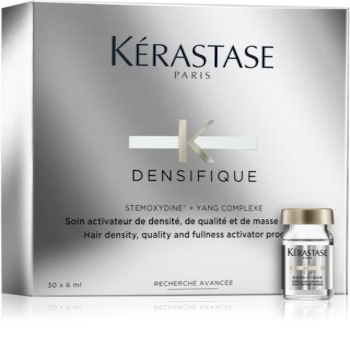 KÉRASTASE
PARIS
K
DENSIFIQUE
STEMOXYDINE® + YANG COMPLEXE
Soin activateur de densité, de qualité et de masse
Hair density, quality and fullness activator
30 x 6 ml
RECHERCHE AVANCÉE
KÉRASTASE
DENSIFIQUE